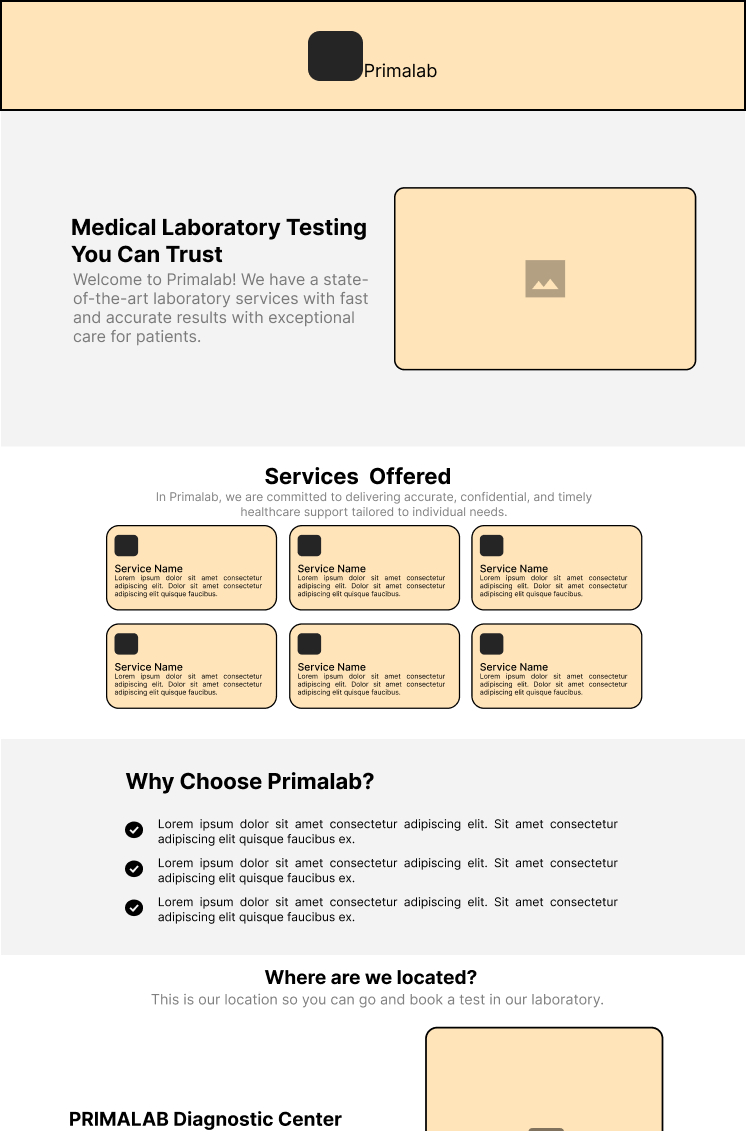 Primalab
Medical Laboratory Testing
You Can Trust
Welcome to Primalab! We have a state-
of-the-art laboratory services with fast
and accurate results with exceptional
care for patients.
Services  Offered
In Primalab, we are committed to delivering accurate, confidential, and timely
healthcare support tailored to individual needs.
Service Name
Lorem ipsum dolor sit amet consectetur
adipiscing elit. Dolor sit amet consectetur
adipiscing elit quisque faucibus.
Service Name
Lorem ipsum dolor sit amet consectetur
adipiscing elit. Dolor sit amet consectetur
adipiscing elit quisque faucibus.
Service Name
Lorem ipsum dolor sit amet consectetur
adipiscing elit. Dolor sit amet consectetur
adipiscing elit quisque faucibus.
Service Name
Lorem ipsum dolor sit amet consectetur
adipiscing elit. Dolor sit amet consectetur
adipiscing elit quisque faucibus.
Service Name
Lorem ipsum dolor sit amet consectetur
adipiscing elit. Dolor sit amet consectetur
adipiscing elit quisque faucibus.
Service Name
Lorem ipsum dolor sit amet consectetur
adipiscing elit. Dolor sit amet consectetur
adipiscing elit quisque faucibus.
Why Choose Primalab?
Lorem ipsum dolor sit amet consectetur adipiscing elit. Sit amet consectetur
adipiscing elit quisque faucibus ex.
Lorem ipsum dolor sit amet consectetur adipiscing elit. Sit amet consectetur
adipiscing elit quisque faucibus ex.
Lorem ipsum dolor sit amet consectetur adipiscing elit. Sit amet consectetur
adipiscing elit quisque faucibus ex.
Where are we located?
This is our location so you can go and book a test in our laboratory.
PRIMALAB Diagnostic Center